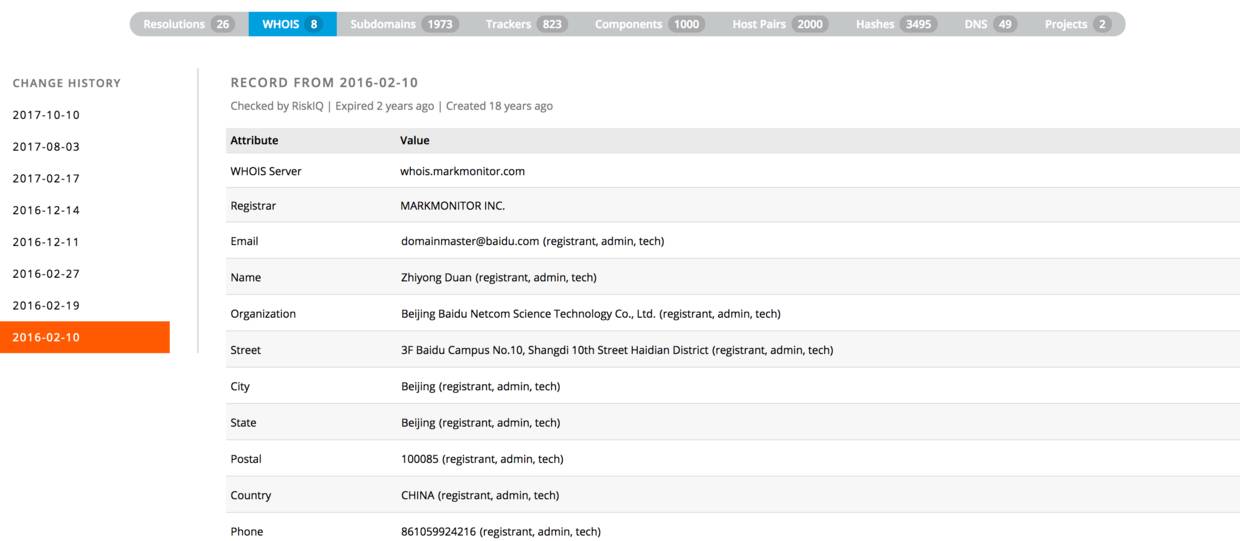 Resolutions 26 WHOIS 8 Subdomains 1973 Trackers 823 Components 1000 Host Pairs 2000 Hashes 3495 DNS 49 Projects 2
CHANGE HISTORY
2017-10-10
2017-08-03
2017-02-17
2016-12-14
2016-12-11
2016-02-27
2016-02-19
2016-02-10
RECORD FROM 2016-02-10
Checked by RiskIQ | Expired 2 years ago | Created 18 years ago
Attribute Value
WHOIS Server whois.markmonitor.com
Registrar MARKMONITOR INC.
Email domainmaster@baidu.com (registrant, admin, tech)
Name Zhiyong Duan (registrant, admin, tech)
Organization Beijing Baidu Netcom Science Technology Co., Ltd. (registrant, admin, tech)
Street 3F Baidu Campus No.10, Shangdi 10th Street Haidian District (registrant, admin, tech)
City Beijing (registrant, admin, tech)
State Beijing (registrant, admin, tech)
Postal 100085 (registrant, admin, tech)
Country CHINA (registrant, admin, tech)
Phone 861059924216 (registrant, admin, tech)